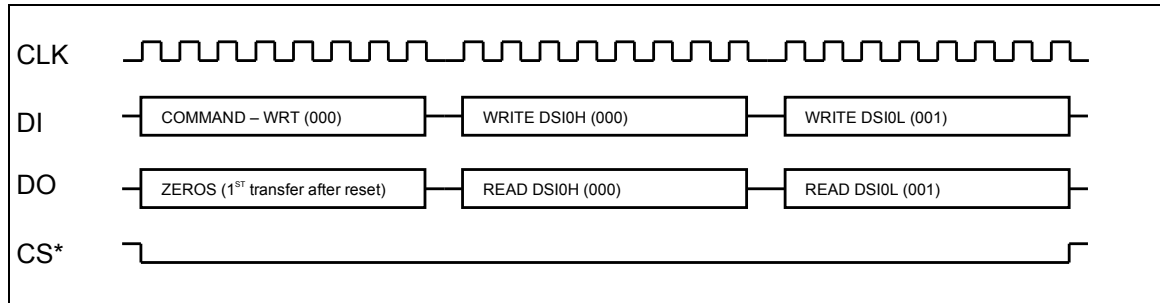 CLK
DI COMMAND – WRT (000) WRITE DSI0H (000) WRITE DSI0L (001)
DO ZEROS (1ST transfer after reset) READ DSI0H (000) READ DSI0L (001)
CS*